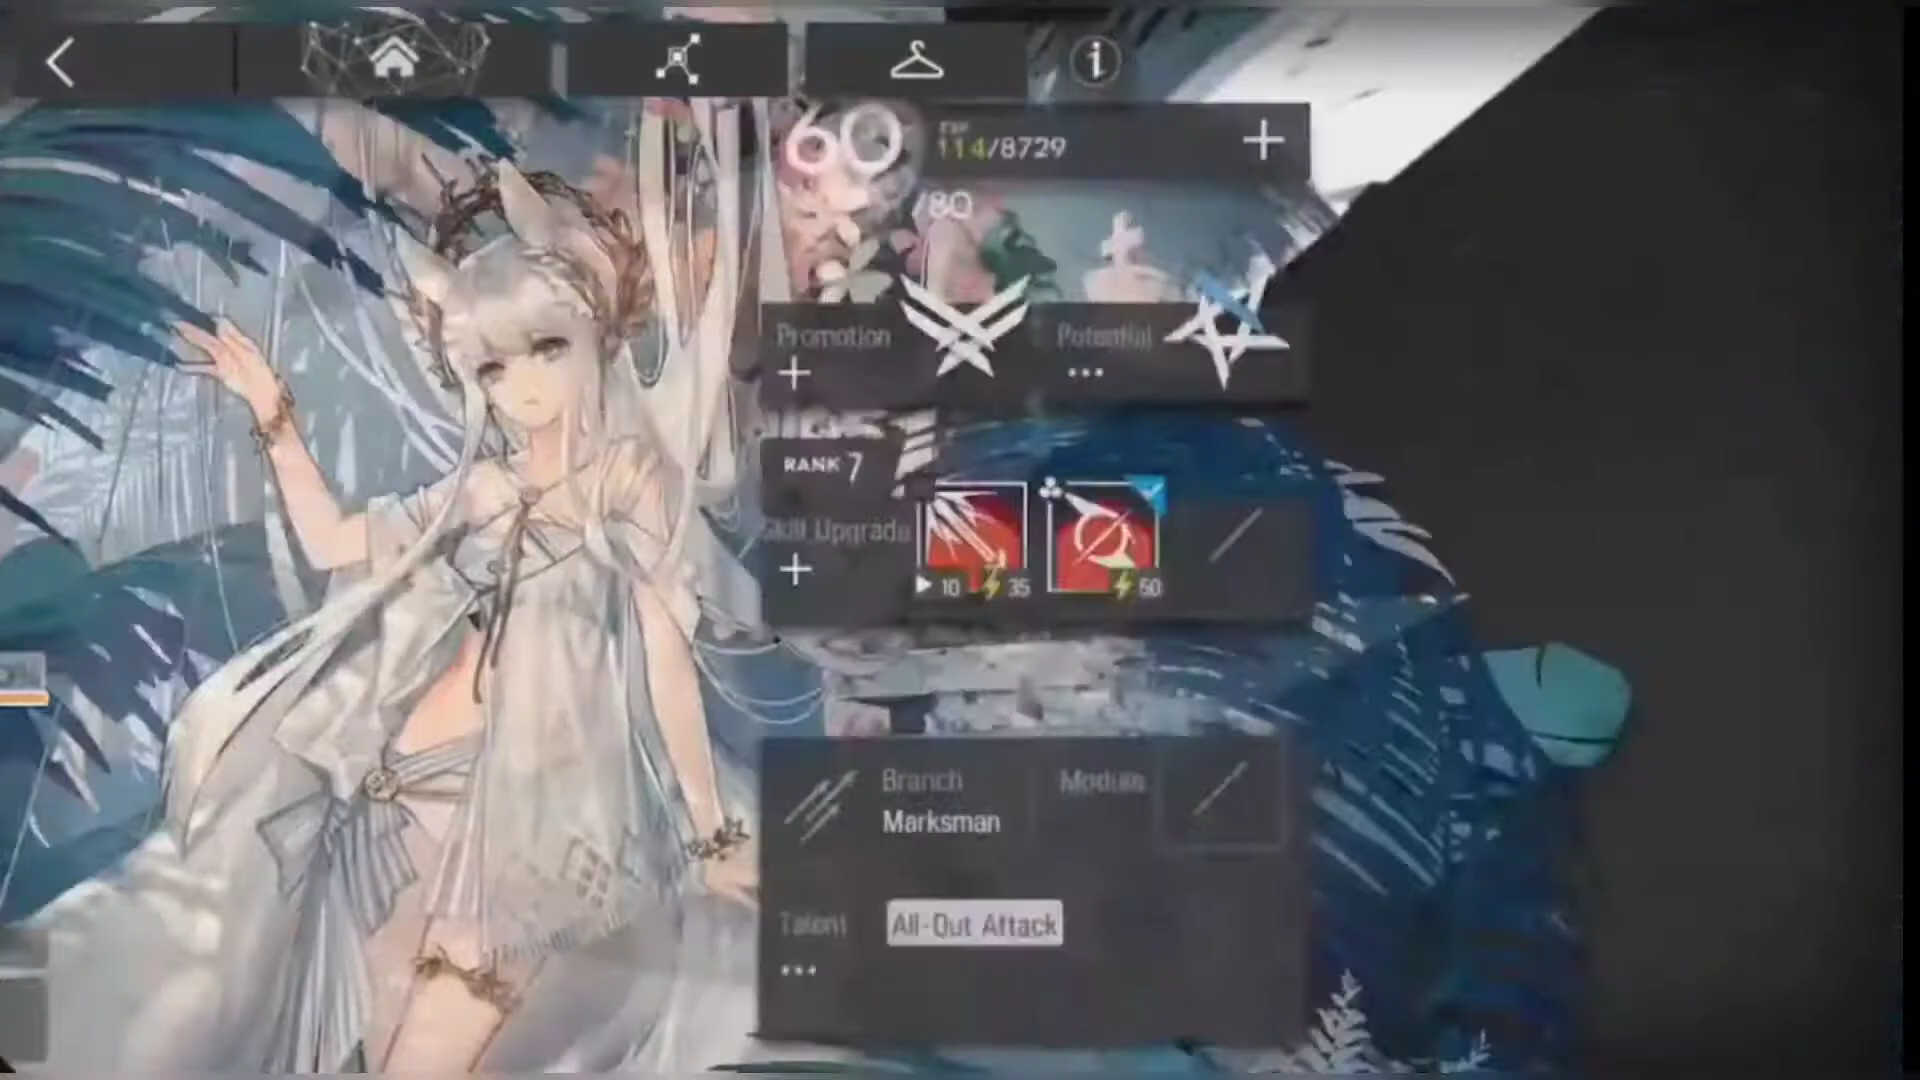 60
EXP
114/8729
/80
Promotion
Potential
RANK 7
Skill Upgrade
10
35
50
Branch
Marksman
Module
Talent
All-Out Attack